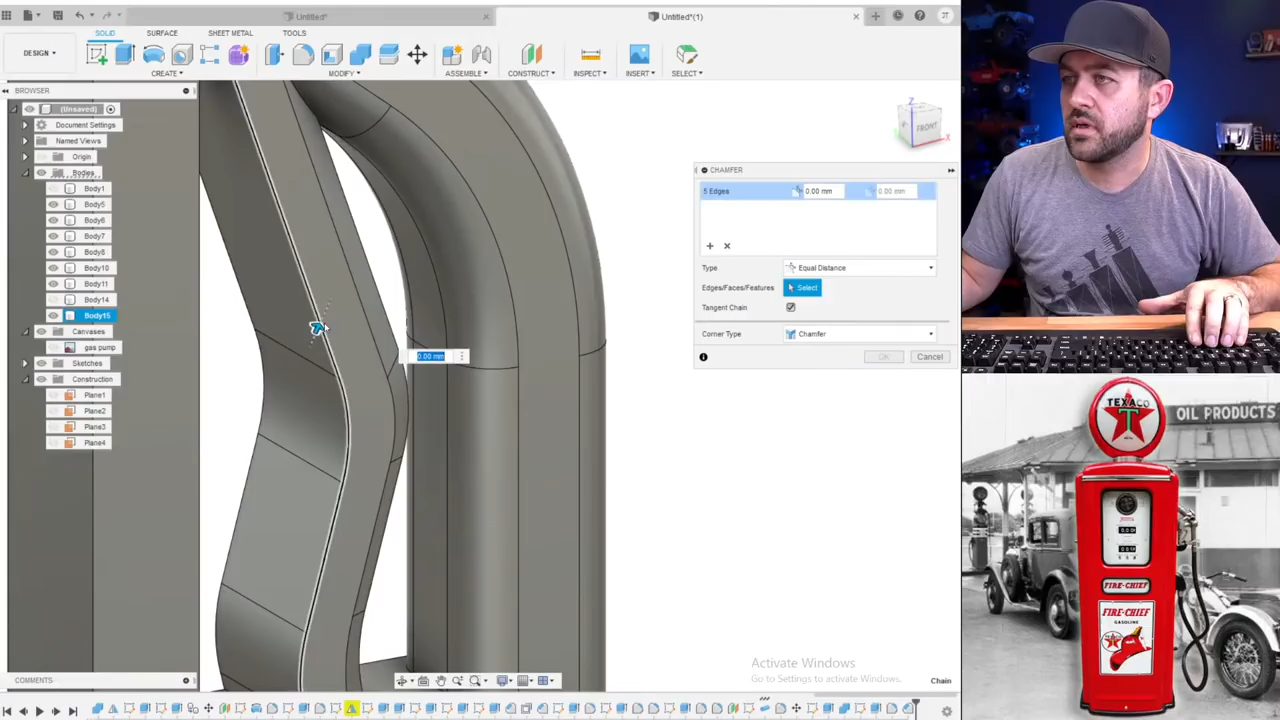 Untitled*
Untitled*(1)
JT
DESIGN
SOLID
SURFACE
SHEET METAL
TOOLS
CREATE
MODIFY
ASSEMBLE
CONSTRUCT
INSPECT
INSERT
SELECT
BROWSER
(Unsaved)
Document Settings
Named Views
Origin
Bodies
Body1
Body5
Body6
Body7
Body8
Body10
Body11
Body14
Body15
Canvases
gas pump
Sketches
Construction
Plane1
Plane2
Plane3
Plane4
Z
FRONT
X
CHAMFER
5 Edges
0.00 mm
0.00 mm
Type
Equal Distance
Edges/Faces/Features
Select
Tangent Chain
Corner Type
Chamfer
OK
Cancel
0.00 mm
Activate Windows
Go to Settings to activate Windows.
Chain
COMMENTS
TEXACO
T
OIL PRODUCTS
FIRE-CHIEF
FIRE-CHIEF
GASOLINE